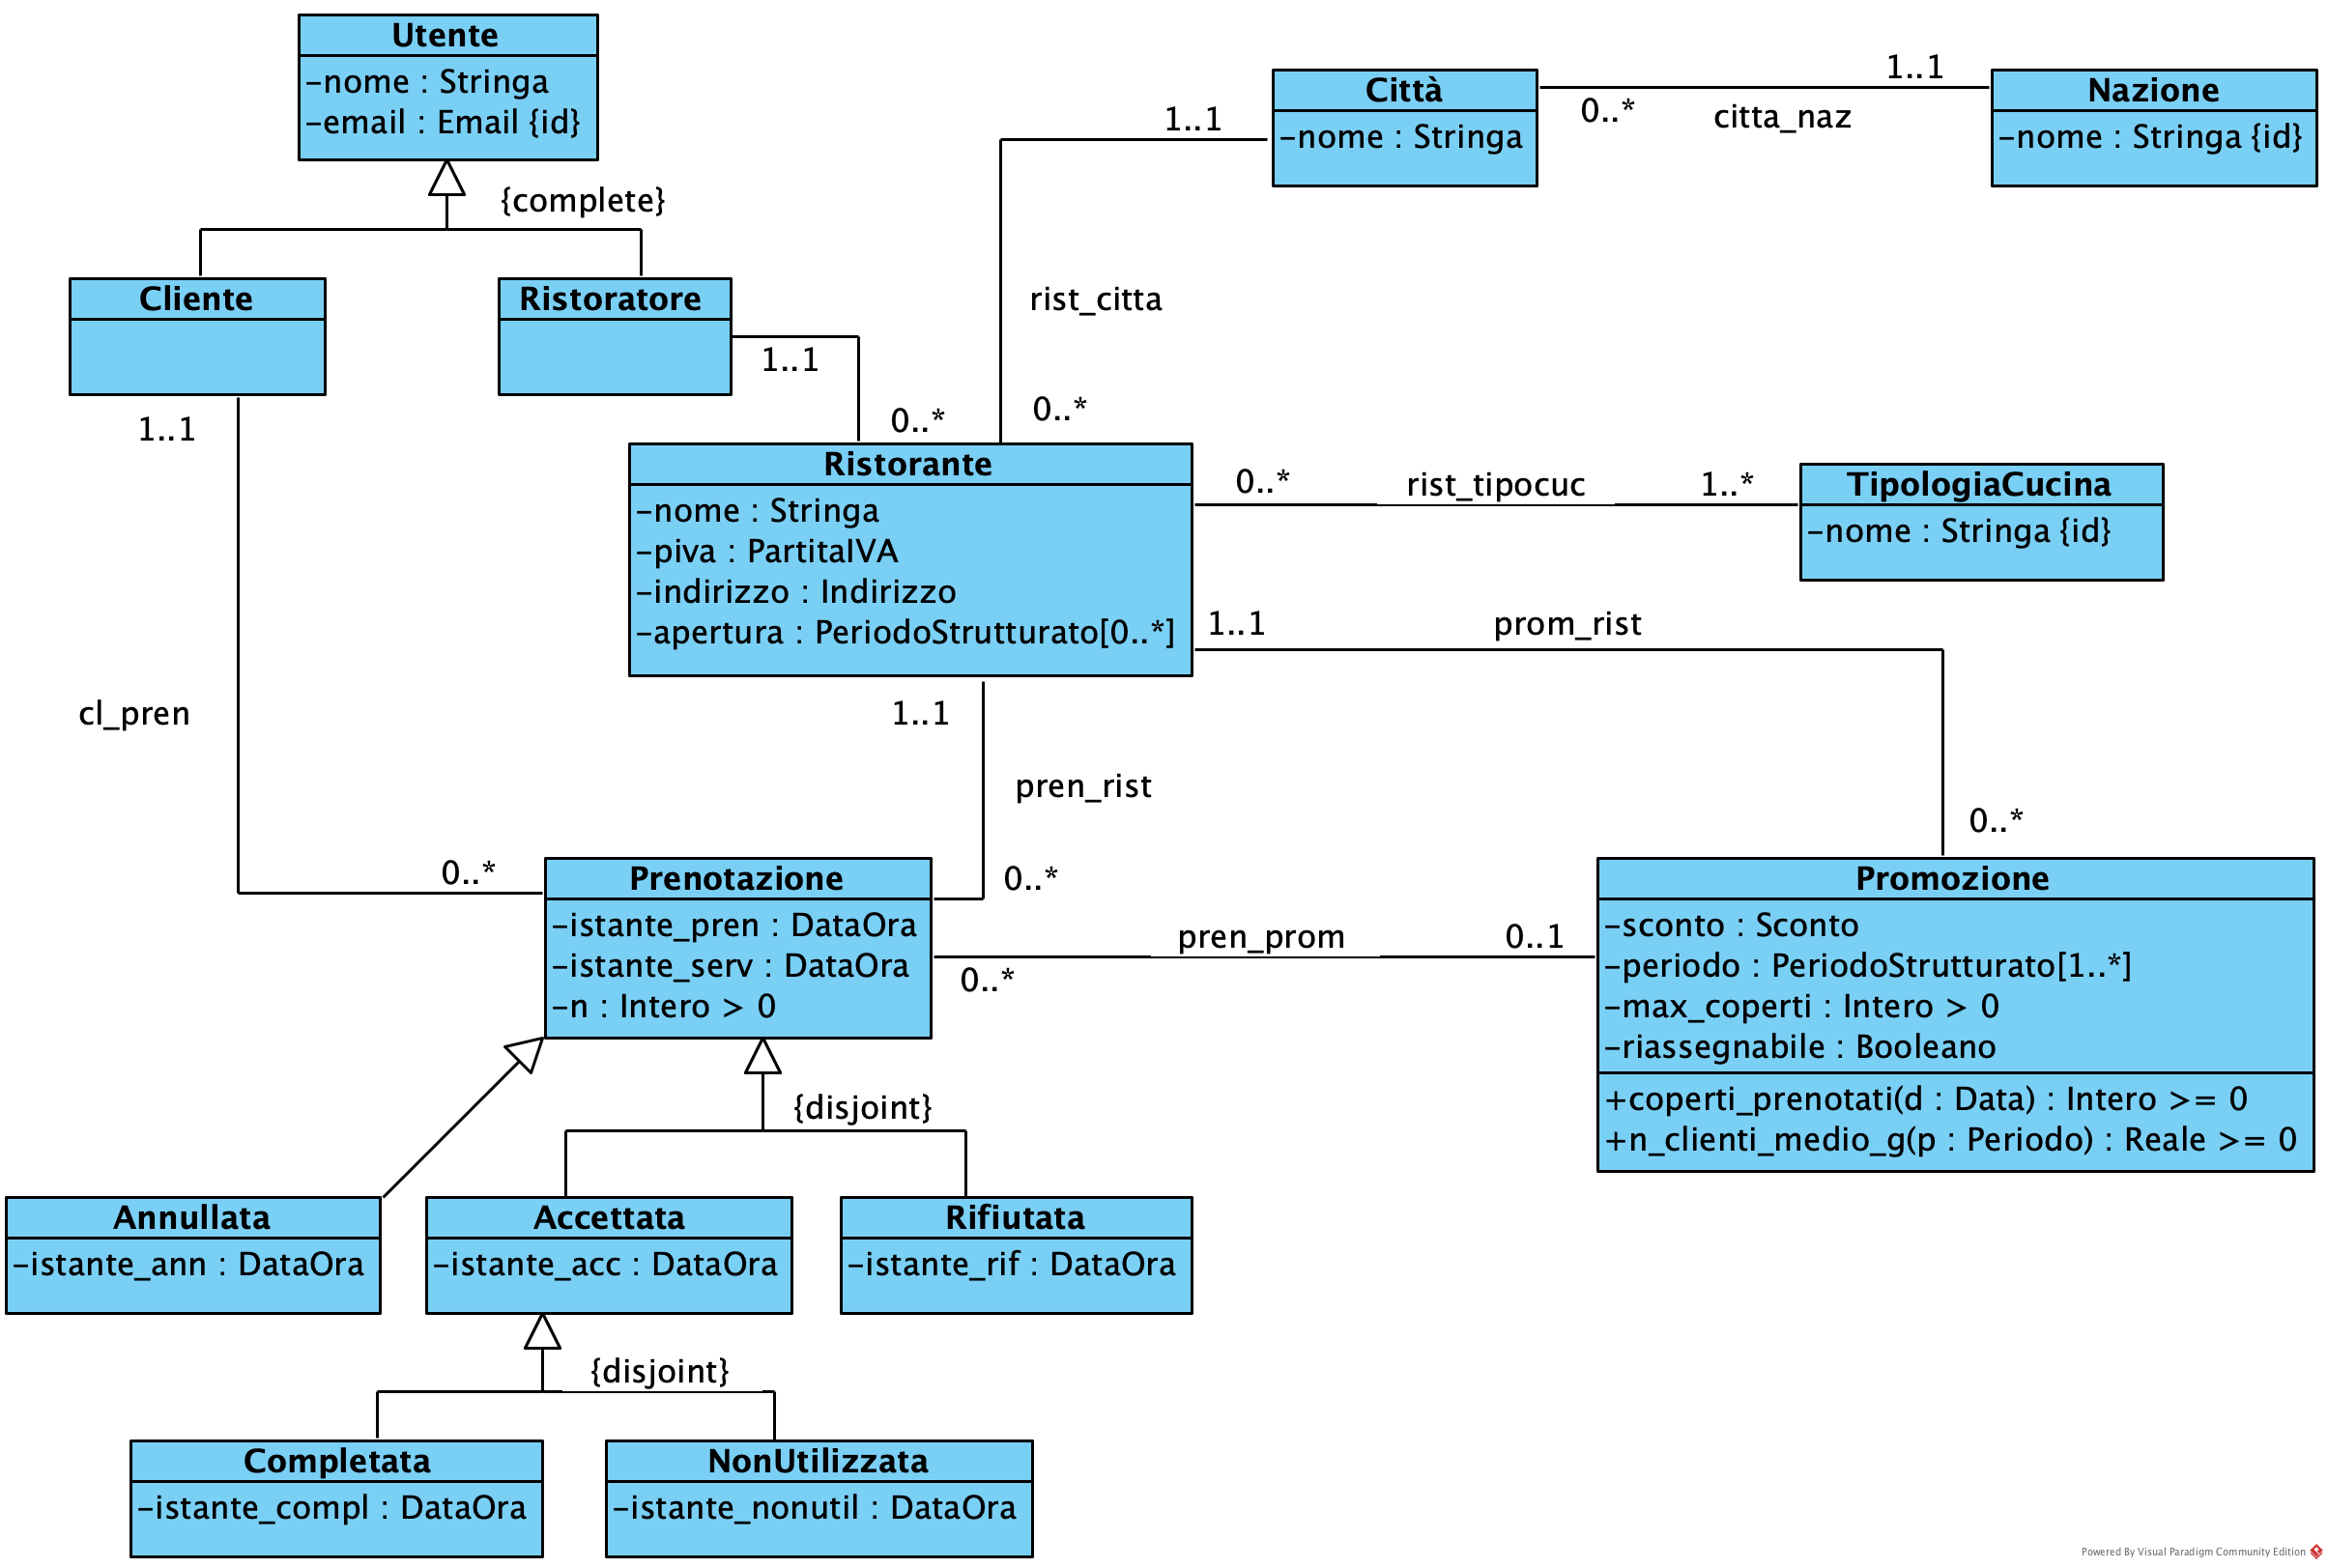 Utente
-nome : Stringa
-email : Email {id}
{complete}
Cliente
Ristoratore
1..1
0..*
1..1
Città
-nome : Stringa
1..1
0..*
citta_naz
Nazione
-nome : Stringa {id}
1..1
rist_citta
0..*
Ristorante
-nome : Stringa
-piva : PartitaIVA
-indirizzo : Indirizzo
-apertura : PeriodoStrutturato[0..*]
0..*
rist_tipocuc
1..*
TipologiaCucina
-nome : Stringa {id}
1..1
prom_rist
0..*
cl_pren
0..*
1..1
pren_rist
0..*
Prenotazione
-istante_pren : DataOra
-istante_serv : DataOra
-n : Intero > 0
pren_prom
0..1
0..*
Promozione
-sconto : Sconto
-periodo : PeriodoStrutturato[1..*]
-max_coperti : Intero > 0
-riassegnabile : Booleano
+coperti_prenotati(d : Data) : Intero >= 0
+n_clienti_medio_g(p : Periodo) : Reale >= 0
{disjoint}
Annullata
-istante_ann : DataOra
Accettata
-istante_acc : DataOra
Rifiutata
-istante_rif : DataOra
{disjoint}
Completata
-istante_compl : DataOra
NonUtilizzata
-istante_nonutil : DataOra
Powered By Visual Paradigm Community Edition